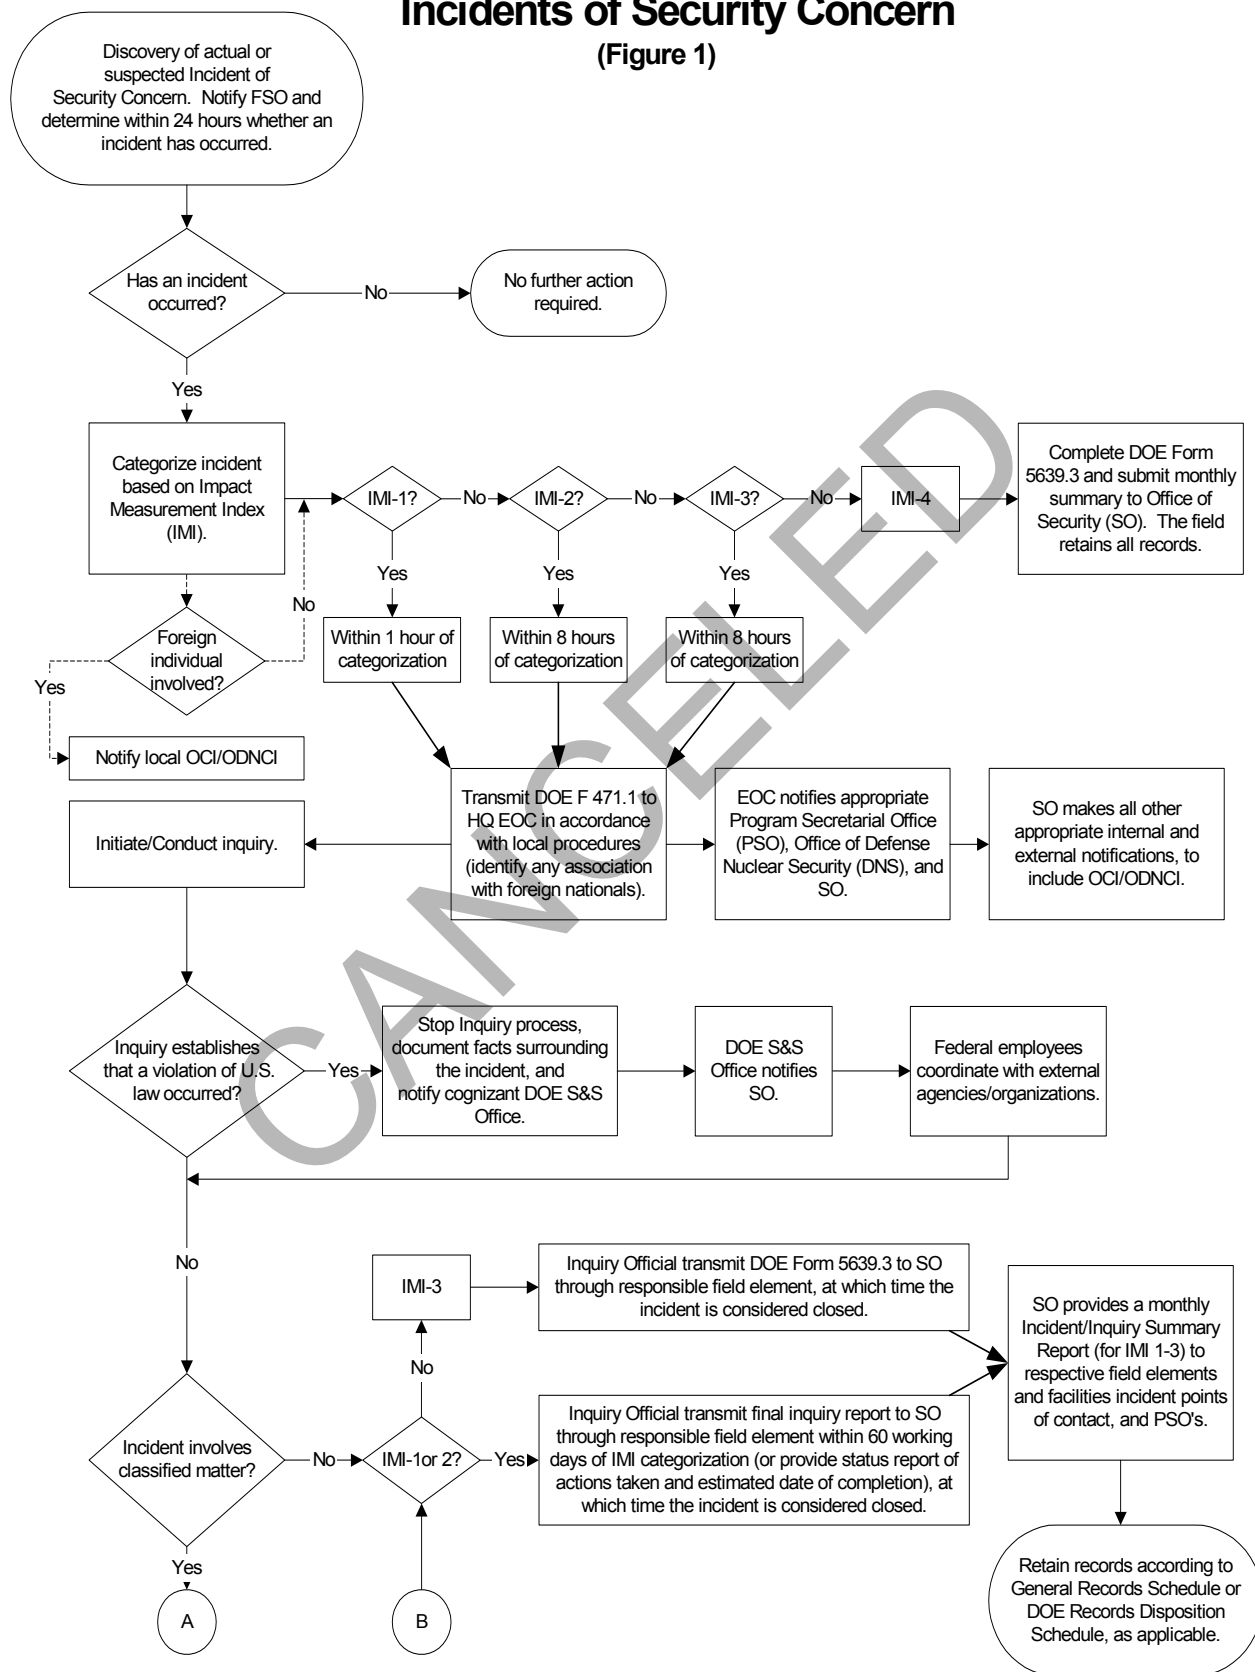 Incidents of Security Concern
(Figure 1)
Discovery of actual or
suspected Incident of
Security Concern.  Notify FSO and
determine within 24 hours whether an
incident has occurred.
Has an incident
occurred?
No
No further action
required.
Yes
Categorize incident
based on Impact
Measurement Index
(IMI).
IMI-1?
No
IMI-2?
No
IMI-3?
No
IMI-4
Complete DOE Form
5639.3 and submit monthly
summary to Office of
Security (SO).  The field
retains all records.
Yes
Yes
Yes
No
Foreign
individual
involved?
Yes
Within 1 hour of
categorization
Within 8 hours
of categorization
Within 8 hours
of categorization
Notify local OCI/ODNCI
Initiate/Conduct inquiry.
Transmit DOE F 471.1 to
HQ EOC in accordance
with local procedures
(identify any association
with foreign nationals).
EOC notifies appropriate
Program Secretarial Office
(PSO), Office of Defense
Nuclear Security (DNS), and
SO.
SO makes all other
appropriate internal and
external notifications, to
include OCI/ODNCI.
Inquiry establishes
that a violation of U.S.
law occurred?
Yes
Stop Inquiry process,
document facts surrounding
the incident, and
notify cognizant DOE S&S
Office.
DOE S&S
Office notifies
SO.
Federal employees
coordinate with external
agencies/organizations.
No
IMI-3
Inquiry Official transmit DOE Form 5639.3 to SO
through responsible field element, at which time the
incident is considered closed.
No
SO provides a monthly
Incident/Inquiry Summary
Report (for IMI 1-3) to
respective field elements
and facilities incident points
of contact, and PSO's.
Incident involves
classified matter?
No
IMI-1or 2?
Yes
Inquiry Official transmit final inquiry report to SO
through responsible field element within 60 working
days of IMI categorization (or provide status report of
actions taken and estimated date of completion), at
which time the incident is considered closed.
Yes
A
B
Retain records according to
General Records Schedule or
DOE Records Disposition
Schedule, as applicable.
CANCELED